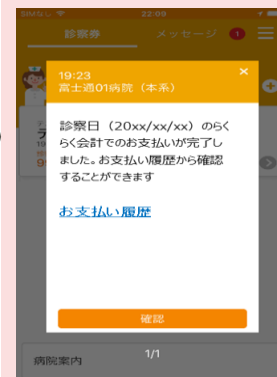 22:09
診察券 メッセージ 1
19:23
富士通01病院（本系）
×
診察日（20xx/xx/xx）のらく
らく会計でのお支払いが完了し
ました。お支払い履歴から確認
することができます
お支払い履歴
確認
1/1
病院案内